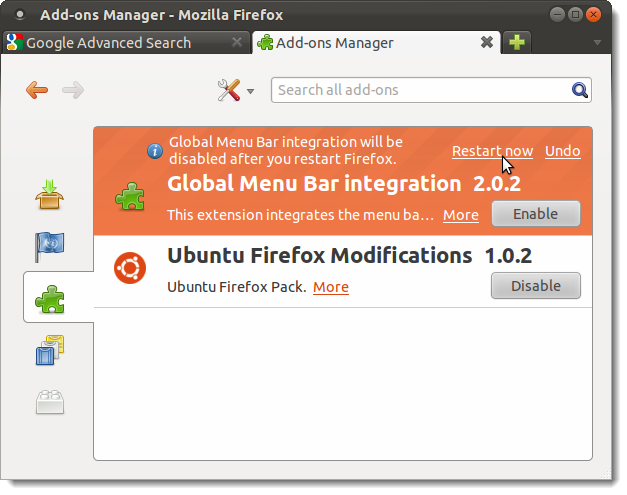 Add-ons Manager - Mozilla Firefox
Google Advanced Search
Add-ons Manager
Search all add-ons
Global Menu Bar integration will be
disabled after you restart Firefox.
Restart now Undo
Global Menu Bar integration 2.0.2
This extension integrates the menu ba... More Enable
Ubuntu Firefox Modifications 1.0.2
Ubuntu Firefox Pack. More Disable